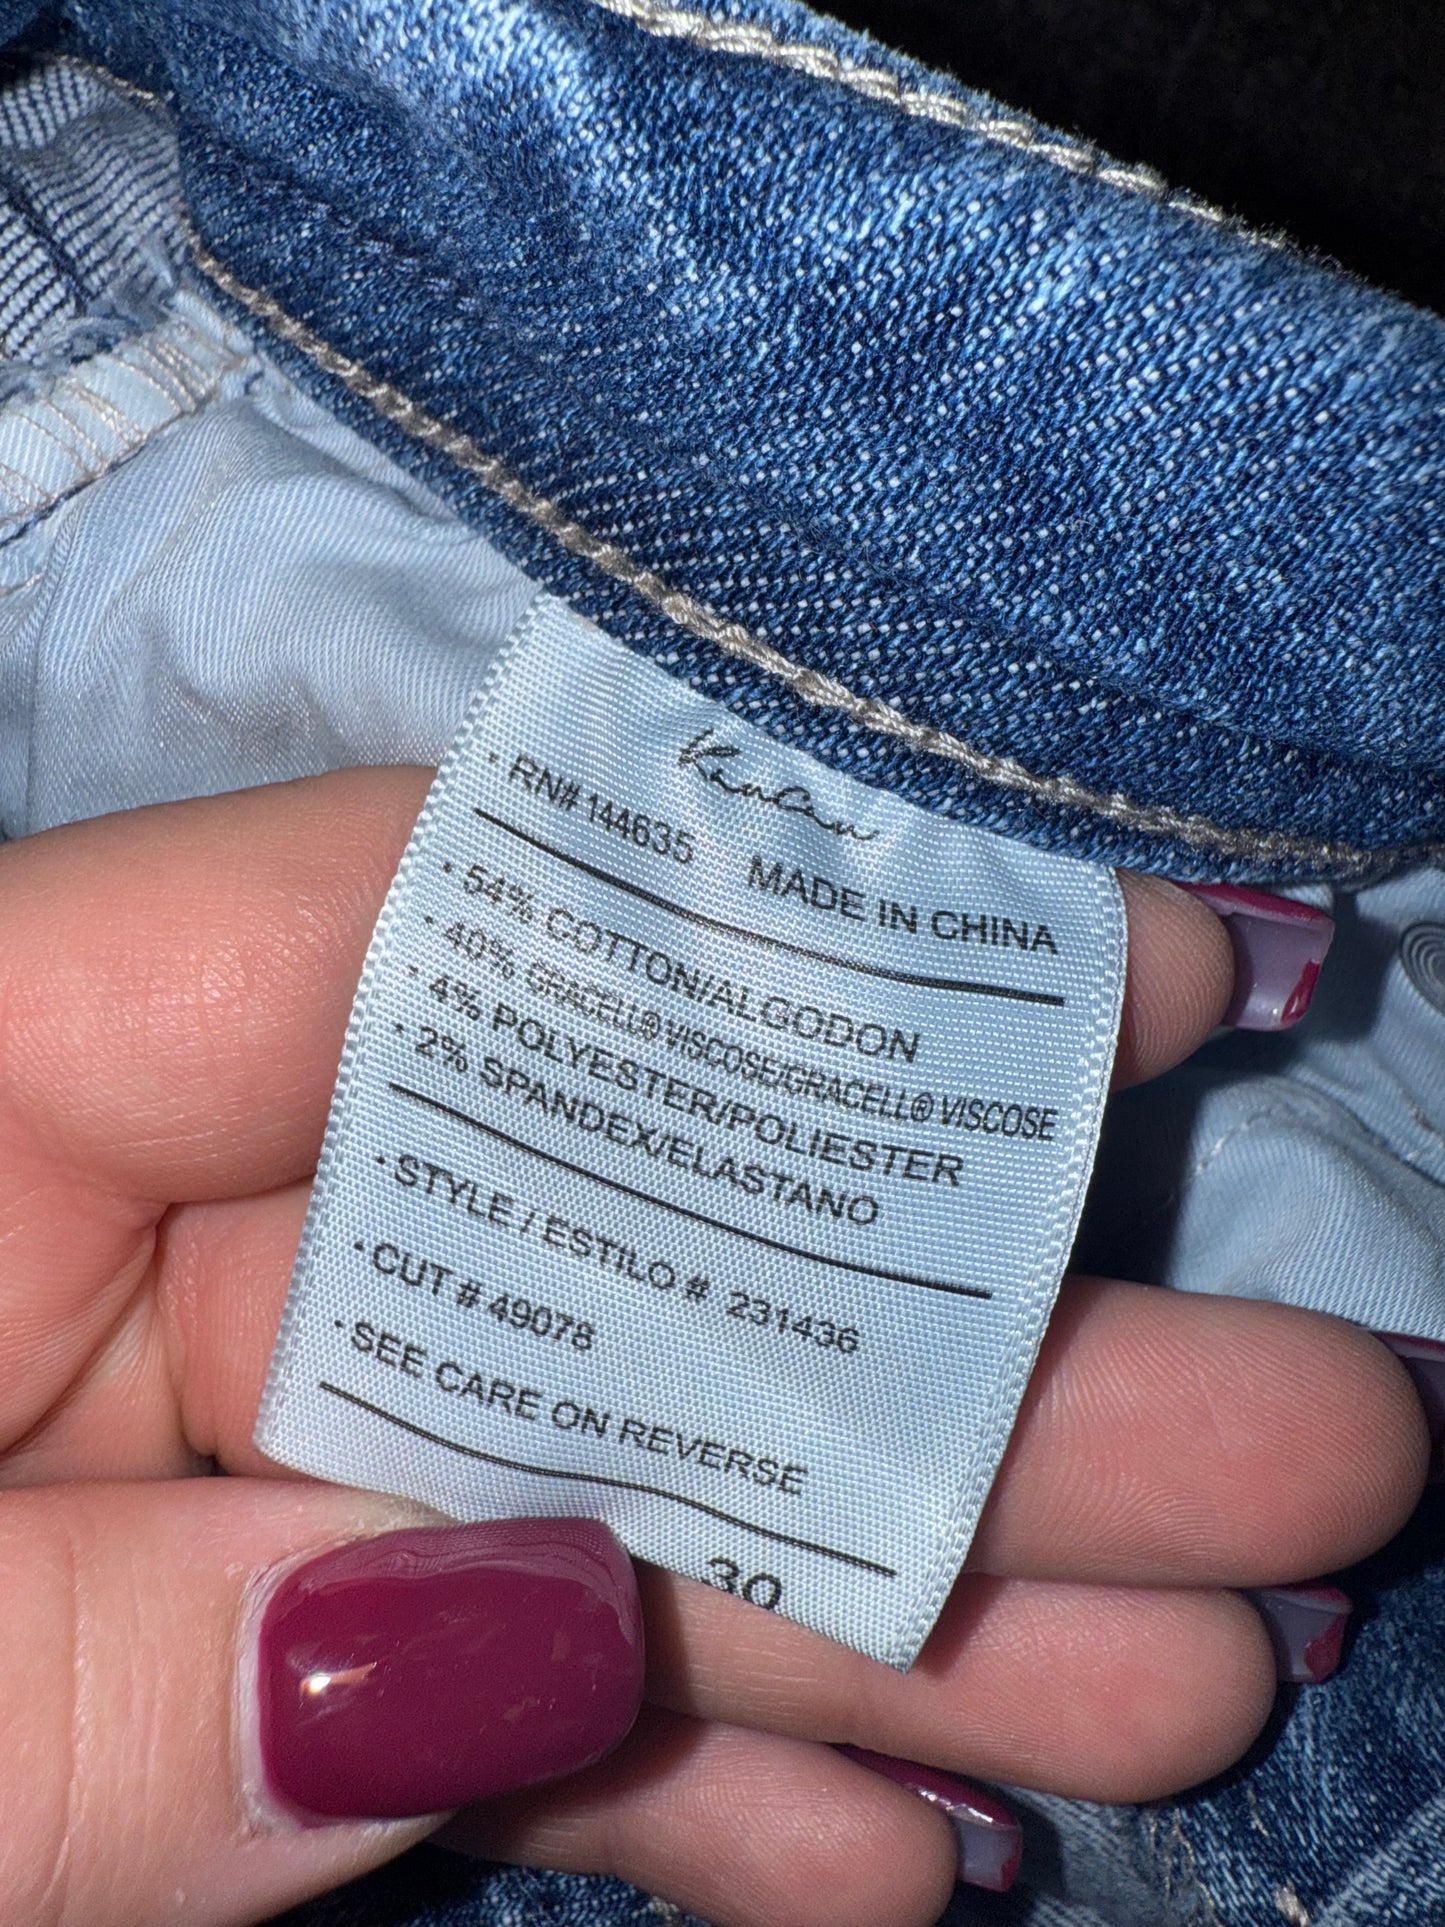 KanCan
· RN# 144635 MADE IN CHINA
· 54% COTTON/ALGODON
· 40% GRACELL® VISCOSE/GRACELL® VISCOSE
· 4% POLYESTER/POLIESTER
· 2% SPANDEX/ELASTANO
· STYLE / ESTILO # 231436
· CUT # 49078
· SEE CARE ON REVERSE
30